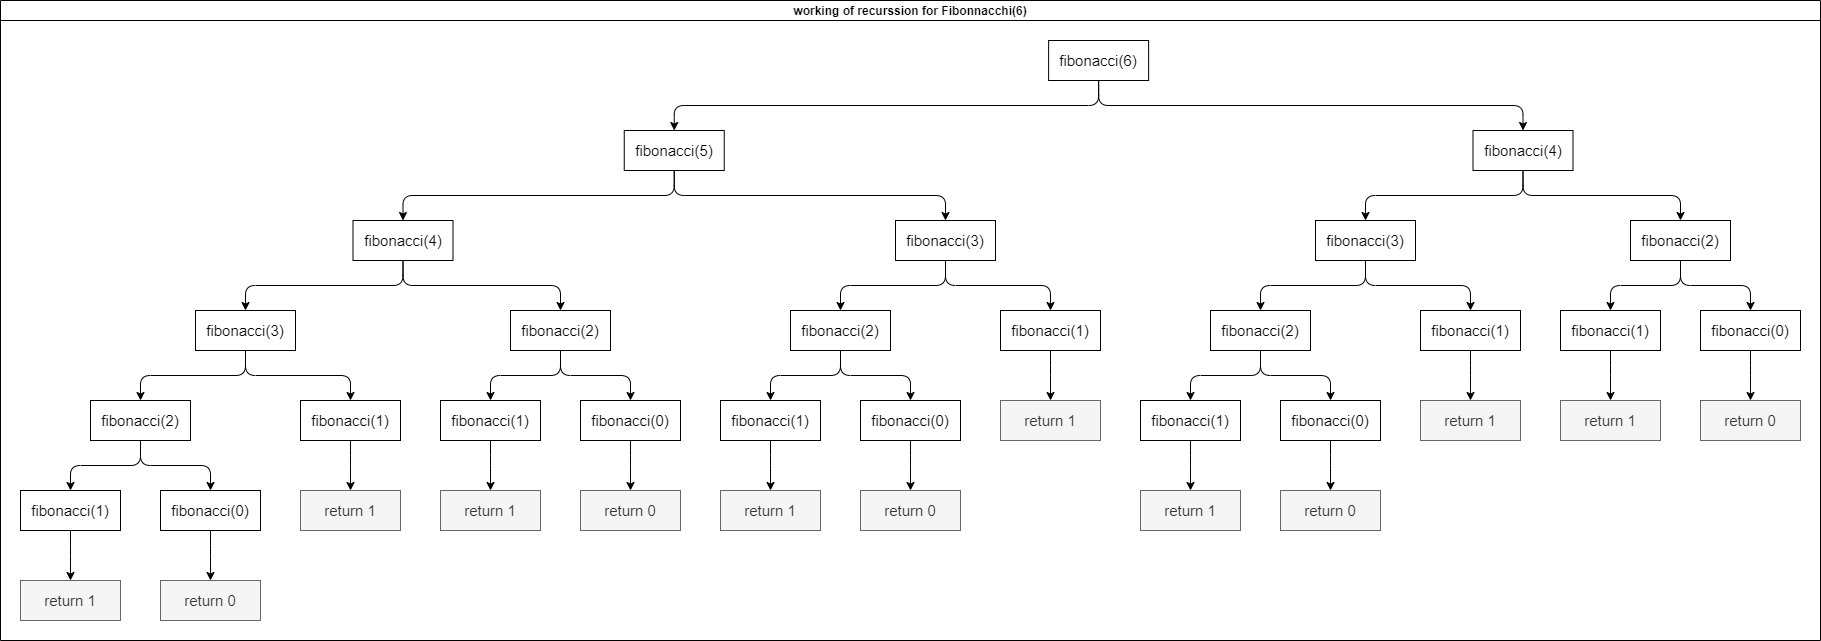 working of recurssion for Fibonnacchi(6)
fibonacci(6)
fibonacci(5)
fibonacci(4)
fibonacci(4)
fibonacci(3)
fibonacci(3)
fibonacci(2)
fibonacci(3)
fibonacci(2)
fibonacci(2)
fibonacci(1)
fibonacci(2)
fibonacci(1)
fibonacci(1)
fibonacci(0)
fibonacci(2)
fibonacci(1)
fibonacci(1)
fibonacci(0)
fibonacci(1)
fibonacci(0)
return 1
fibonacci(1)
fibonacci(0)
return 1
return 1
return 0
fibonacci(1)
fibonacci(0)
return 1
return 1
return 0
return 1
return 0
return 1
return 0
return 1
return 0